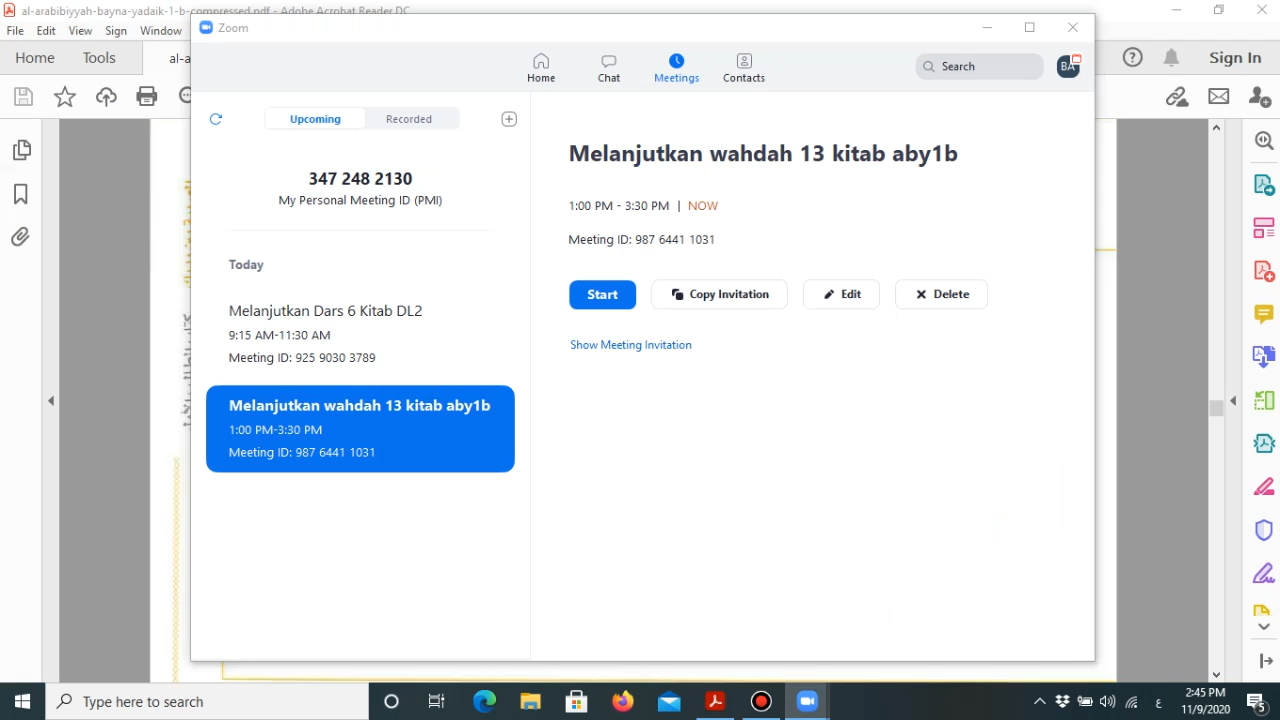 al-arabibiyyah-bayna-yadaik-1-b-compressed.pdf - Adobe Acrobat Reader DC
File Edit View Sign Window
Home Tools al-a
Sign In
Zoom
Home Chat Meetings Contacts
Search
BA
Upcoming Recorded
347 248 2130
My Personal Meeting ID (PMI)
Today
Melanjutkan Dars 6 Kitab DL2
9:15 AM-11:30 AM
Meeting ID: 925 9030 3789
Melanjutkan wahdah 13 kitab aby1b
1:00 PM-3:30 PM
Meeting ID: 987 6441 1031
Melanjutkan wahdah 13 kitab aby1b
1:00 PM - 3:30 PM | NOW
Meeting ID: 987 6441 1031
Start Copy Invitation Edit Delete
Show Meeting Invitation
Type here to search
ع
2:45 PM
11/9/2020
5